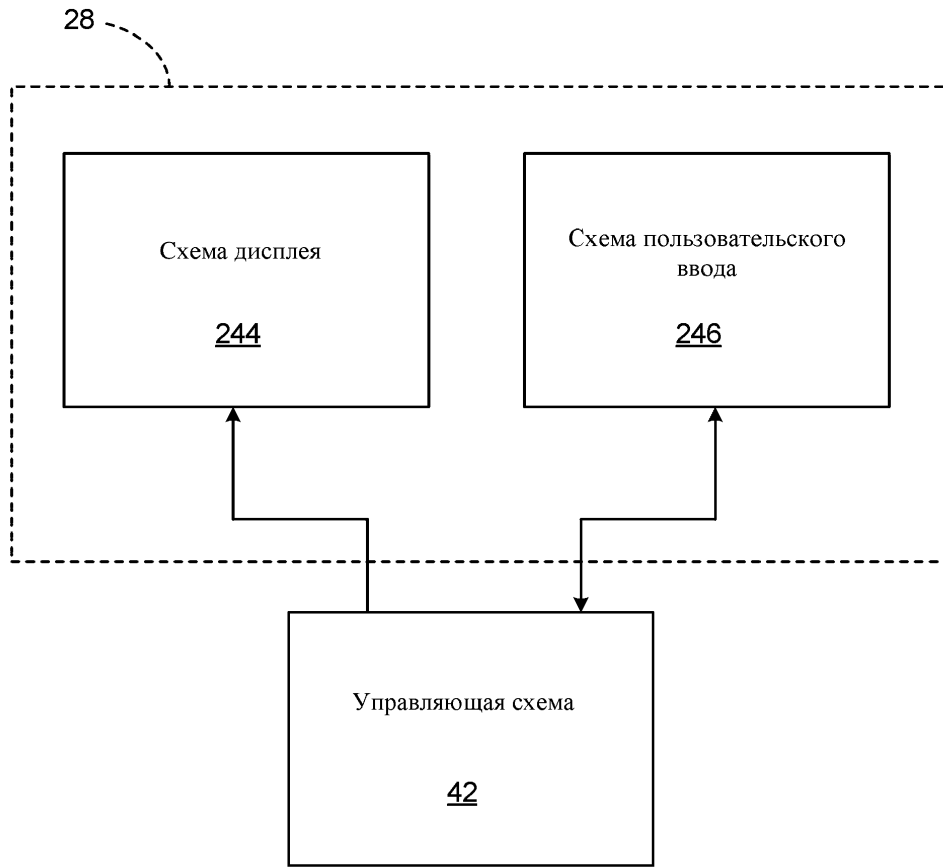 28
Схема дисплея
244
Схема пользовательского
ввода
246
Управляющая схема
42